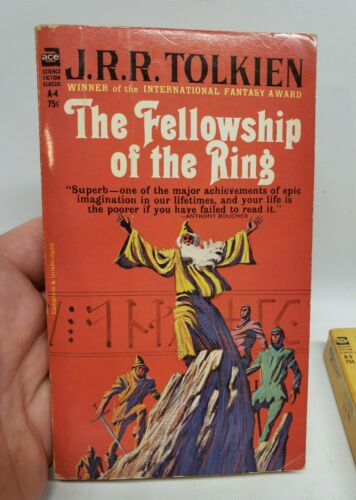 ace
SCIENCE
FICTION
CLASSIC
A-4
75¢
J.R.R. TOLKIEN
WINNER of the INTERNATIONAL FANTASY AWARD
The Fellowship
of the Ring
"Superb—one of the major achievements of epic
imagination in our lifetimes, and your life is
the poorer if you have failed to read it."
—ANTHONY BOUCHER
Complete & Unabridged
75¢